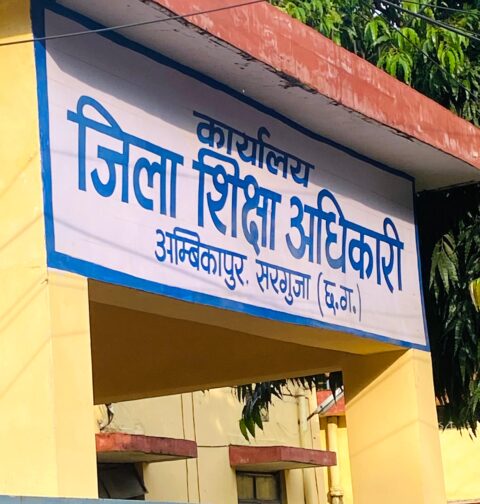 कार्यालय
जिला शिक्षा अधिकारी
अम्बिकापुर. सरगुजा (छ.ग.)